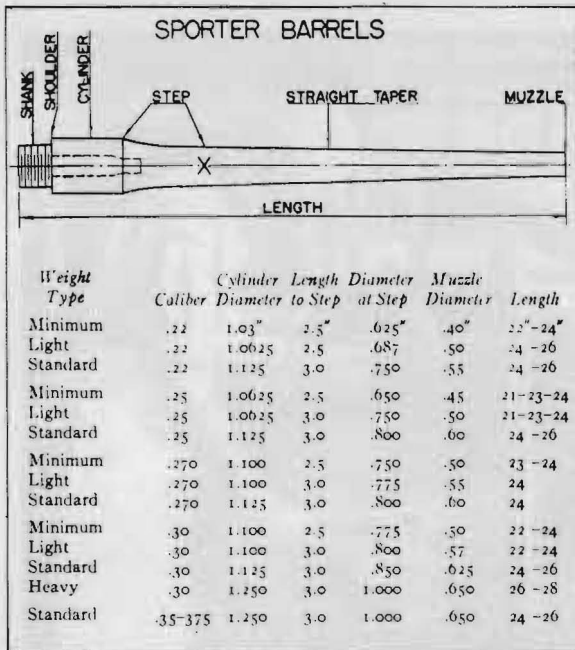 SPORTER BARRELS
SHANK
SHOULDER
CYLINDER
STEP
STRAIGHT TAPER
MUZZLE
X
LENGTH
Weight Type Caliber Cylinder Diameter Length to Step Diameter at Step Muzzle Diameter Length
Minimum .22 1.03" 2.5" .625" .40" 22"-24"
Light .22 1.0625 2.5 .687 .50 24 -26
Standard .22 1.125 3.0 .750 .55 24 -26
Minimum .25 1.0625 2.5 .650 .45 21-23-24
Light .25 1.0625 3.0 .750 .50 21-23-24
Standard .25 1.125 3.0 .800 .60 24 -26
Minimum .270 1.100 2.5 .750 .50 23 -24
Light .270 1.100 3.0 .775 .55 24
Standard .270 1.125 3.0 .800 .60 24
Minimum .30 1.100 2.5 .775 .50 22 -24
Light .30 1.100 3.0 .800 .57 22 -24
Standard .30 1.125 3.0 .850 .625 24 -26
Heavy .30 1.250 3.0 1.000 .650 26 -28
Standard .35-375 1.250 3.0 1.000 .650 24 -26